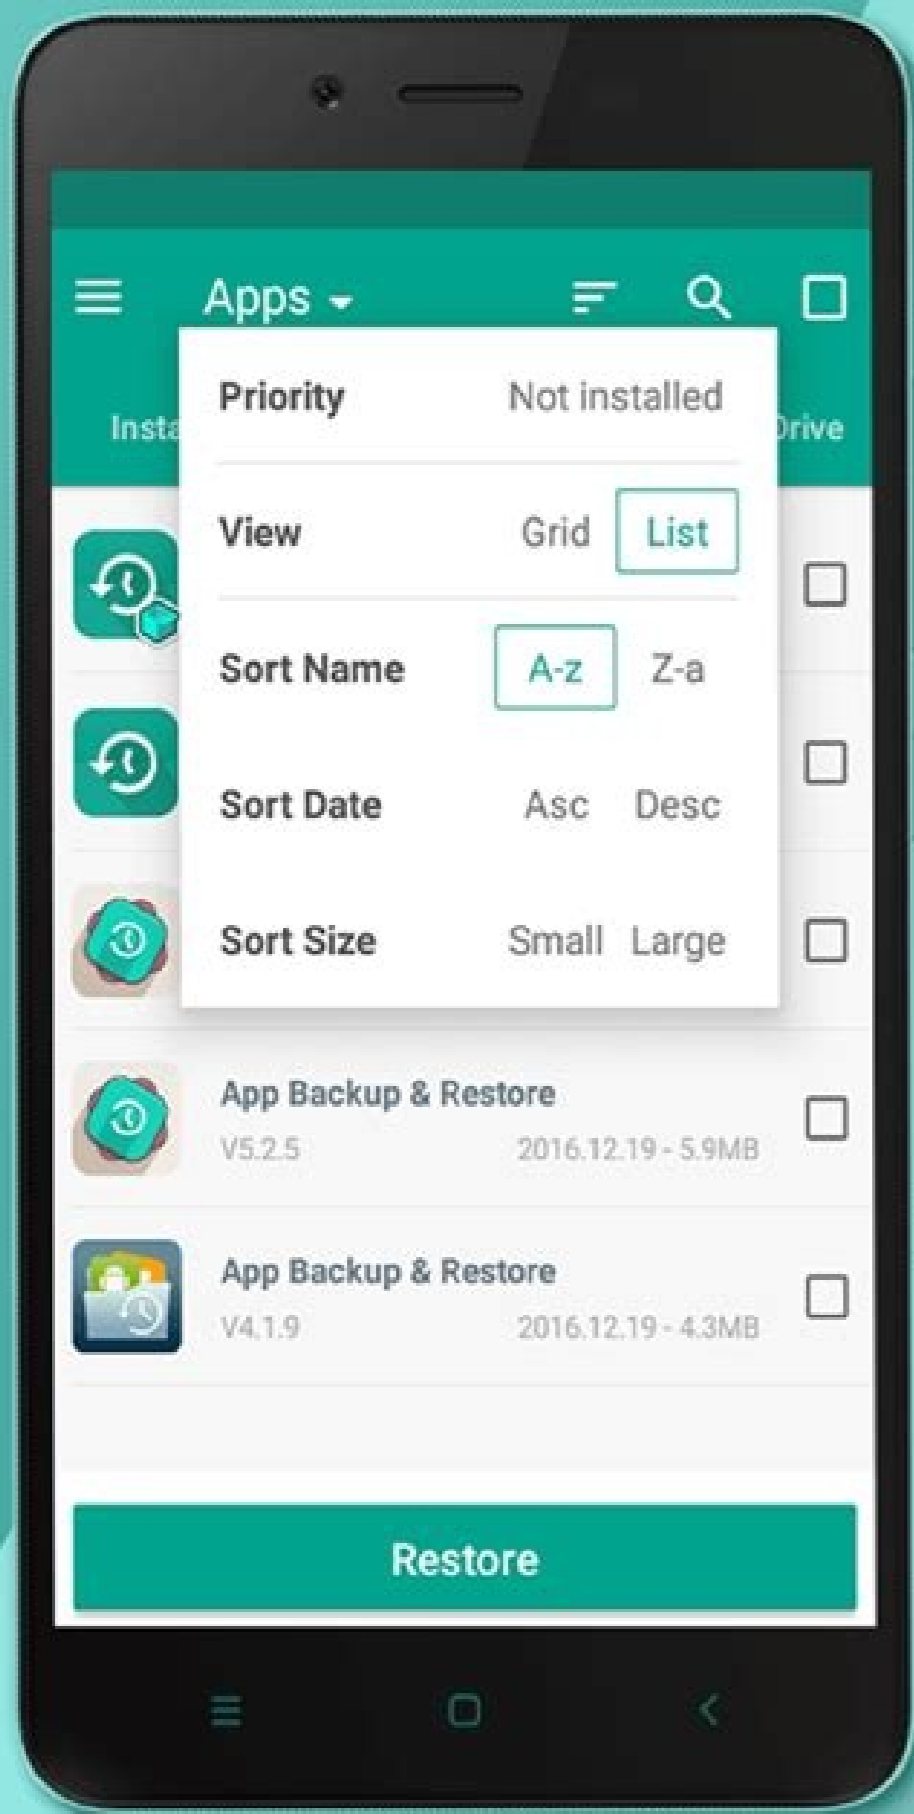 Apps
Priority Not installed
Insta Drive
View Grid List
Sort Name A-z Z-a
Sort Date Asc Desc
Sort Size Small Large
App Backup & Restore
V5.2.5 2016.12.19 - 5.9MB
App Backup & Restore
V4.1.9 2016.12.19 - 4.3MB
Restore